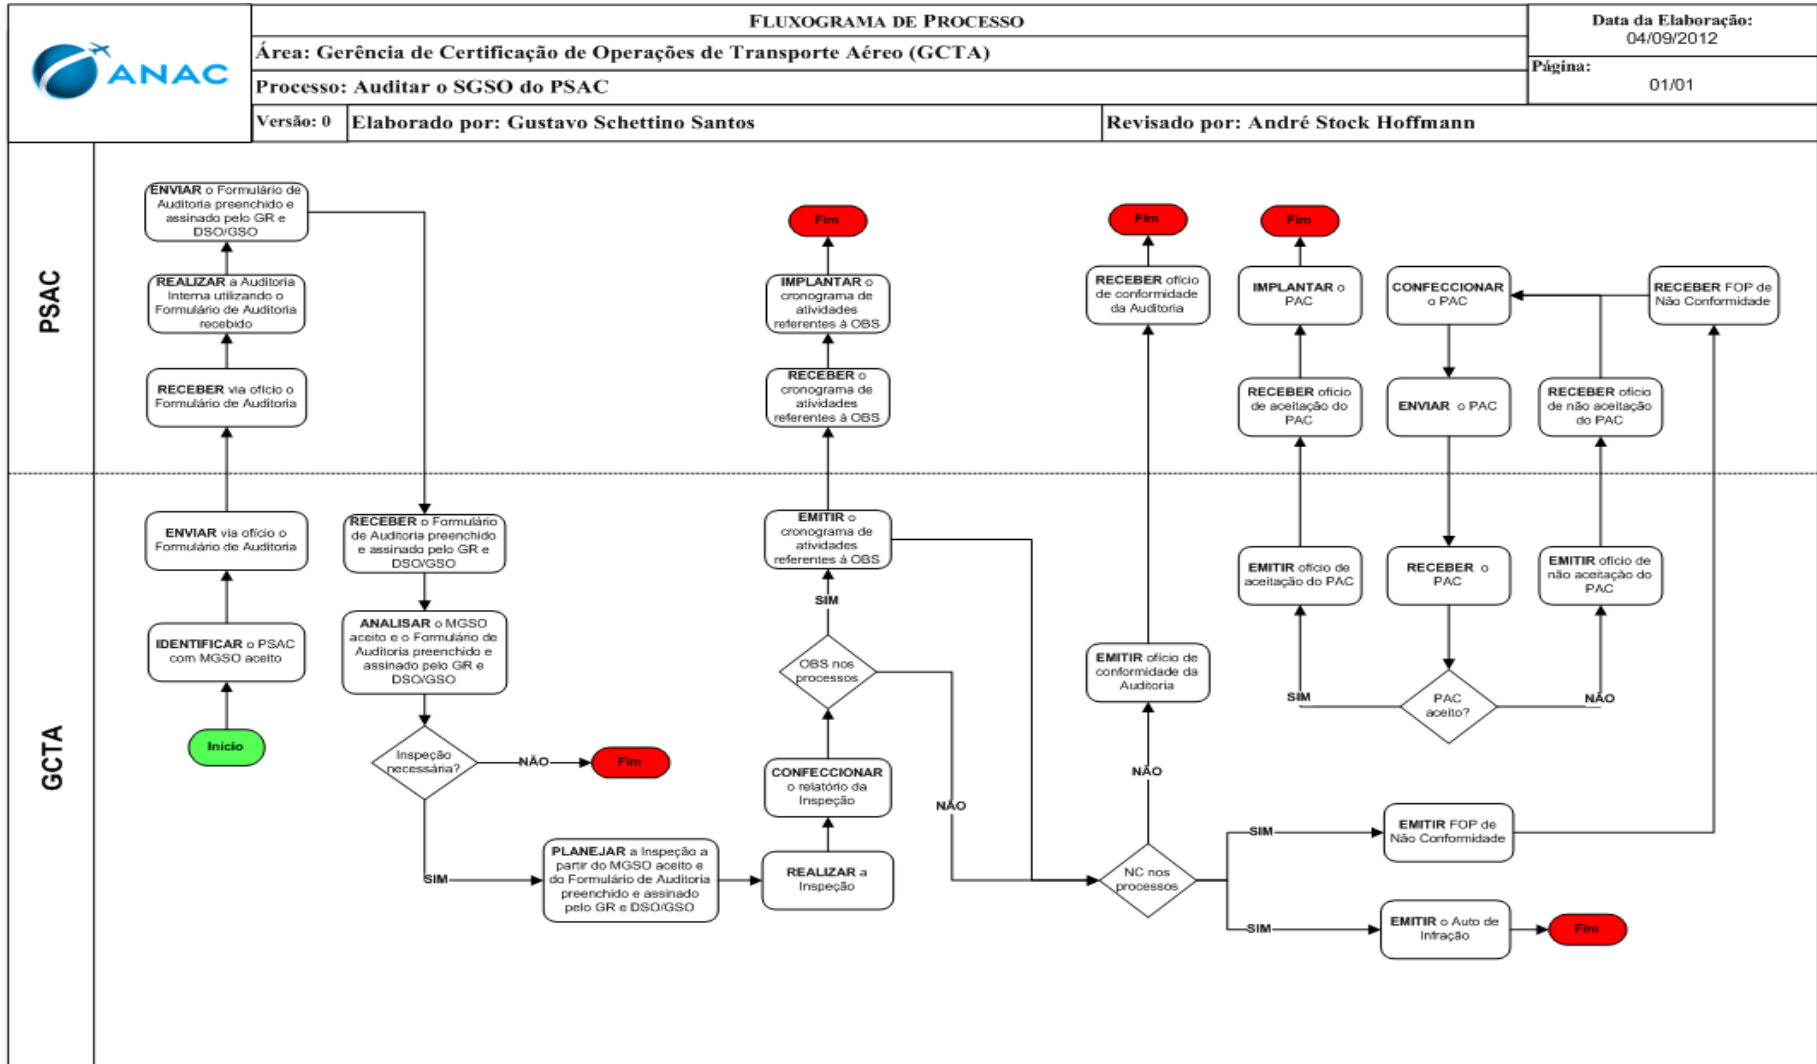 ANAC
FLUXOGRAMA DE PROCESSO
Área: Gerência de Certificação de Operações de Transporte Aéreo (GCTA)
Processo: Auditar o SGSO do PSAC
Versão: 0
Elaborado por: Gustavo Schettino Santos
Revisado por: André Stock Hoffmann
Data da Elaboração:
04/09/2012
Página:
01/01
PSAC
ENVIAR o Formulário de
Auditoria preenchido e
assinado pelo GR e
DSO/GSO
REALIZAR a Auditoria
Interna utilizando o
Formulário de Auditoria
recebido
RECEBER via ofício o
Formulário de Auditoria
Fim
IMPLANTAR o
cronograma de
atividades
referentes à OBS
RECEBER o
cronograma de
atividades
referentes à OBS
Fim
RECEBER ofício
de conformidade
da Auditoria
Fim
IMPLANTAR o
PAC
RECEBER ofício
de aceitação do
PAC
CONFECCIONAR
o PAC
ENVIAR o PAC
RECEBER ofício
de não aceitação
do PAC
RECEBER FOP de
Não Conformidade
GCTA
ENVIAR via ofício o
Formulário de Auditoria
IDENTIFICAR o PSAC
com MGSO aceito
Início
RECEBER o Formulário
de Auditoria preenchido
e assinado pelo GR e
DSO/GSO
ANALISAR o MGSO
aceito e o Formulário de
Auditoria preenchido e
assinado pelo GR e
DSO/GSO
Inspeção
necessária?
NÃO
Fim
SIM
PLANEJAR a Inspeção a
partir do MGSO aceito e
do Formulário de Auditoria
preenchido e assinado
pelo GR e DSO/GSO
REALIZAR a
Inspeção
CONFECCIONAR
o relatório da
Inspeção
OBS nos
processos
SIM
EMITIR o
cronograma de
atividades
referentes à OBS
NÃO
NC nos
processos
NÃO
EMITIR ofício de
conformidade da
Auditoria
SIM
EMITIR FOP de
Não Conformidade
SIM
EMITIR o Auto de
Infração
Fim
RECEBER o
PAC
PAC
aceito?
SIM
EMITIR ofício de
aceitação do PAC
NÃO
EMITIR ofício de
não aceitação do
PAC